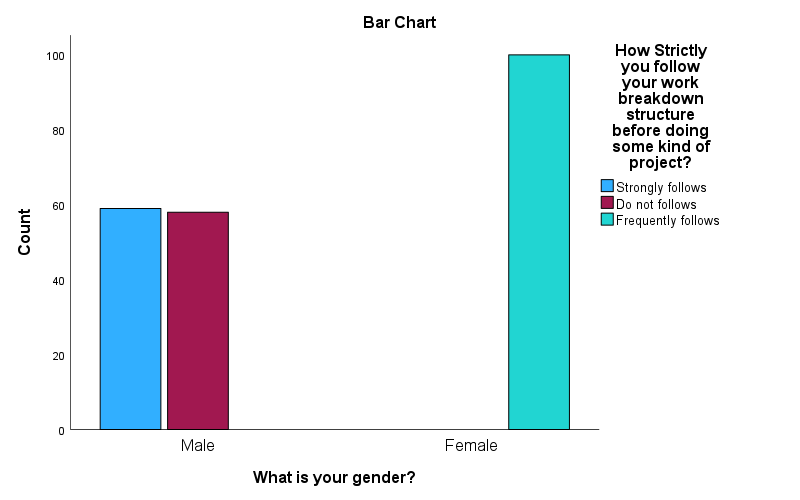 Bar Chart
How Strictly
you follow
your work
breakdown
structure
before doing
some kind of
project?
Strongly follows
Do not follows
Frequently follows
Count
100
80
60
40
20
0
Male
Female
What is your gender?